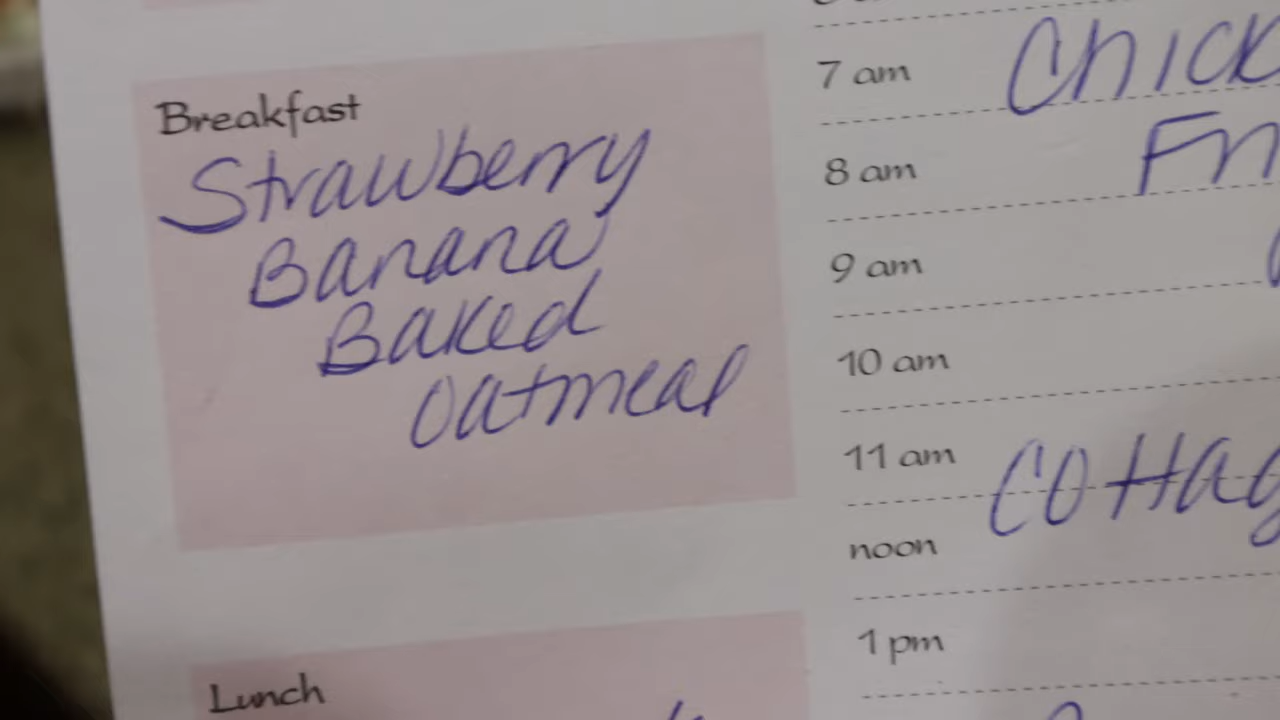 Breakfast
Strawberry
Banana
Baked
Oatmeal
Lunch
7 am
8 am
9 am
10 am
11 am
noon
1 pm